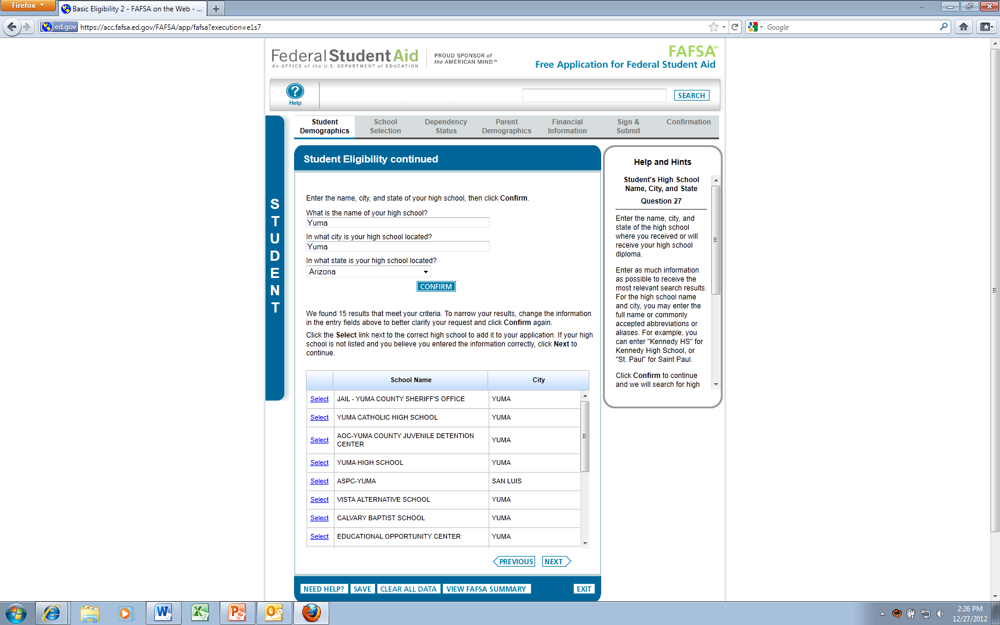 Firefox
Basic Eligibility 2 - FAFSA on the Web - ...
ed.gov https://acc.fafsa.ed.gov/FAFSA/app/fafsa?execution=e1s7
Google
Federal Student Aid
An OFFICE of the U.S. DEPARTMENT of EDUCATION
PROUD SPONSOR of
the AMERICAN MIND™
FAFSA℠
Free Application for Federal Student Aid
Help
SEARCH
Student
Demographics
School
Selection
Dependency
Status
Parent
Demographics
Financial
Information
Sign &
Submit
Confirmation
STUDENT
Student Eligibility continued
Enter the name, city, and state of your high school, then click Confirm.
What is the name of your high school?
Yuma
In what city is your high school located?
Yuma
In what state is your high school located?
Arizona
CONFIRM
We found 15 results that meet your criteria. To narrow your results, change the information
in the entry fields above to better clarify your request and click Confirm again.
Click the Select link next to the correct high school to add it to your application. If your high
school is not listed and you believe you entered the information correctly, click Next to
continue.
School Name City
Select JAIL - YUMA COUNTY SHERIFF'S OFFICE YUMA
Select YUMA CATHOLIC HIGH SCHOOL YUMA
Select AOC-YUMA COUNTY JUVENILE DETENTION
CENTER YUMA
Select YUMA HIGH SCHOOL YUMA
Select ASPC-YUMA SAN LUIS
Select VISTA ALTERNATIVE SCHOOL YUMA
Select CALVARY BAPTIST SCHOOL YUMA
Select EDUCATIONAL OPPORTUNITY CENTER YUMA
PREVIOUS NEXT
NEED HELP? SAVE CLEAR ALL DATA VIEW FAFSA SUMMARY EXIT
Help and Hints
Student's High School
Name, City, and State
Question 27
Enter the name, city, and
state of the high school
where you received or will
receive your high school
diploma.
Enter as much information
as possible to receive the
most relevant search results.
For the high school name
and city, you may enter the
full name or commonly
accepted abbreviations or
aliases. For example, you
can enter "Kennedy HS" for
Kennedy High School, or
"St. Paul" for Saint Paul.
Click Confirm to continue
and we will search for high
2:26 PM
12/27/2012